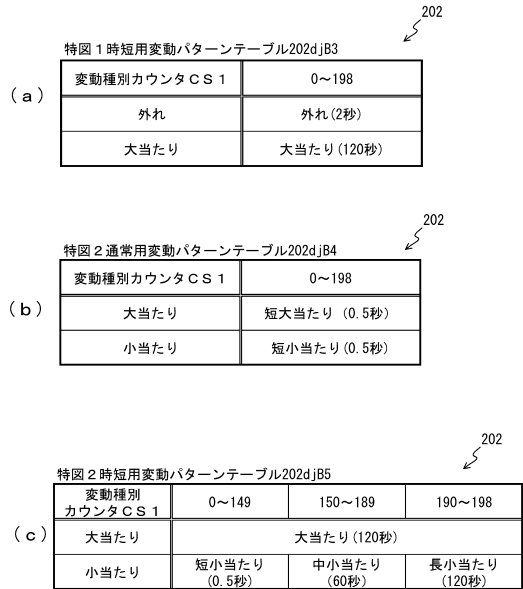 202
特図１時短用変動パターンテーブル202djB3
(a)
変動種別カウンタＣＳ１ 0～198
外れ 外れ(2秒)
大当たり 大当たり(120秒)
202
特図２通常用変動パターンテーブル202djB4
(b)
変動種別カウンタＣＳ１ 0～198
大当たり 短大当たり (0.5秒)
小当たり 短小当たり(0.5秒)
202
特図２時短用変動パターンテーブル202djB5
(c)
変動種別
カウンタＣＳ１ 0～149 150～189 190～198
大当たり 大当たり(120秒)
小当たり 短小当たり 中小当たり 長小当たり
(0.5秒) (60秒) (120秒)